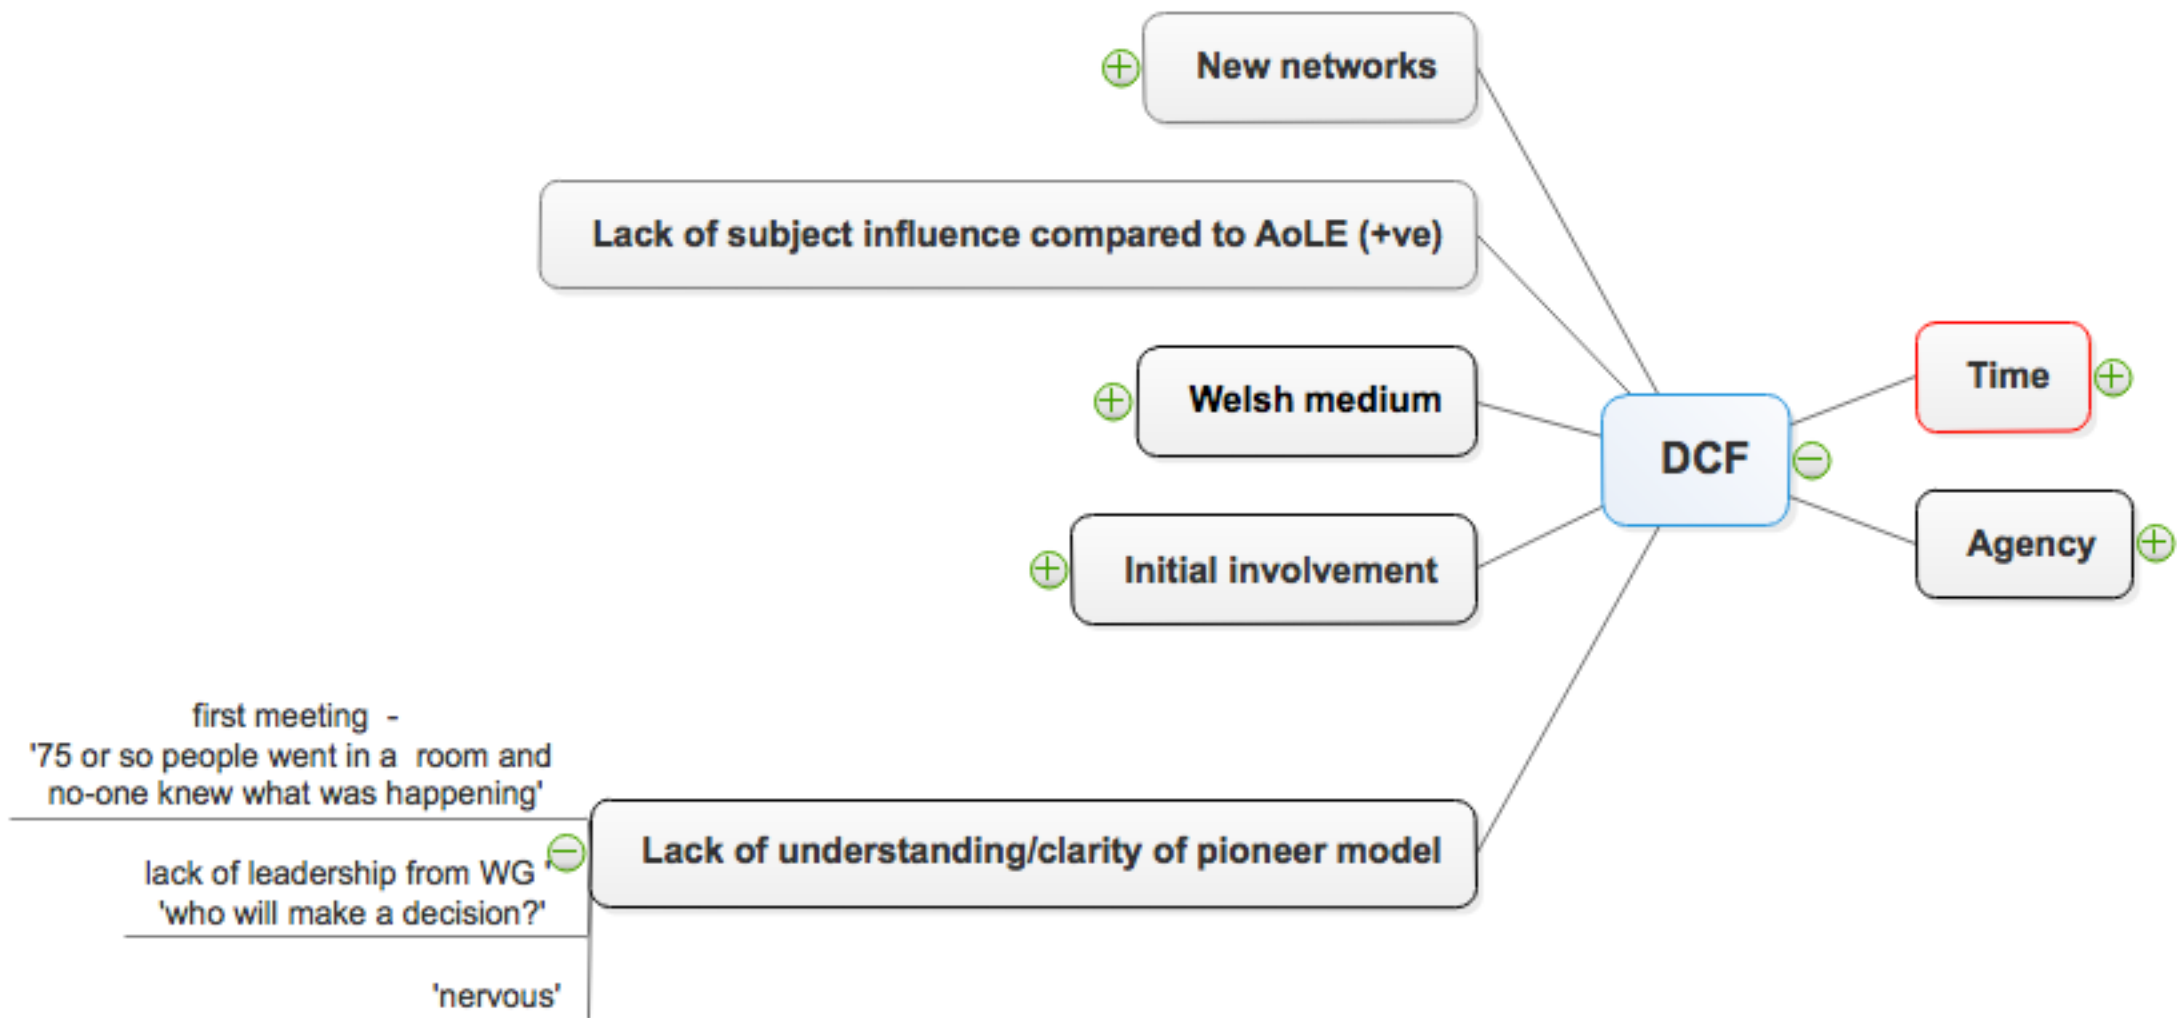 New networks
Lack of subject influence compared to AoLE (+ve)
Welsh medium
Initial involvement
Lack of understanding/clarity of pioneer model
first meeting -
'75 or so people went in a room and
no-one knew what was happening'
lack of leadership from WG '
'who will make a decision?'
'nervous'
DCF
Time
Agency